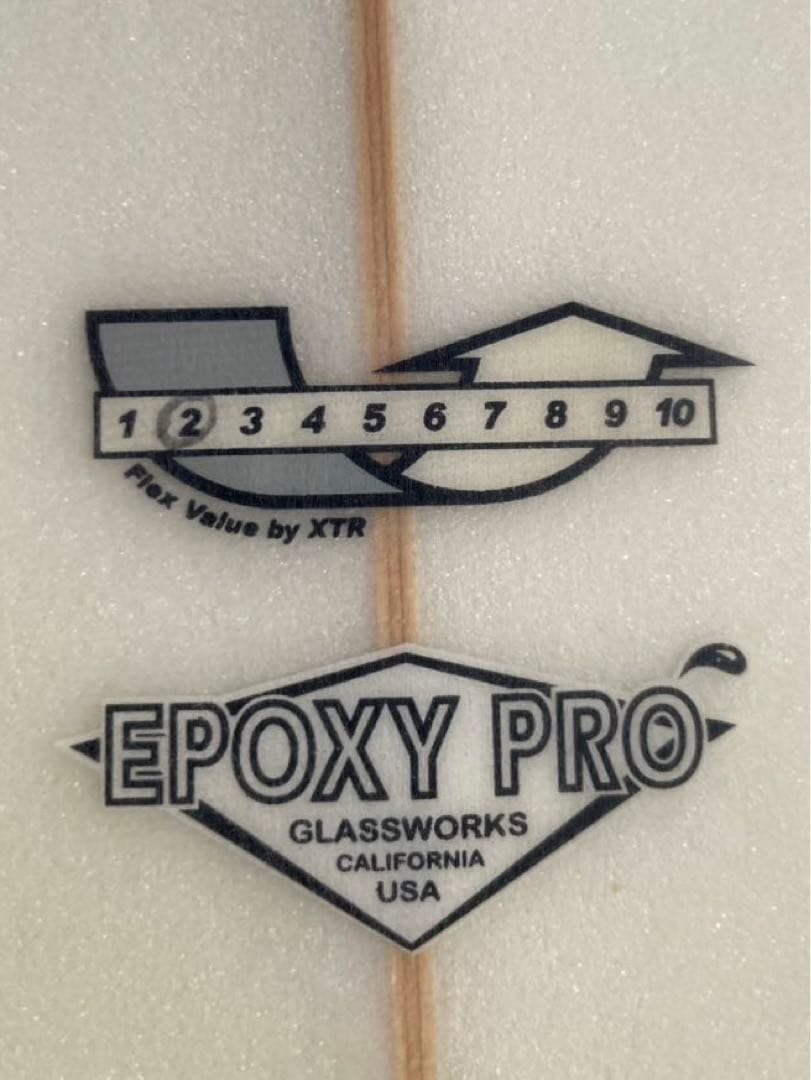 1 2 3 4 5 6 7 8 9 10
Flex Value by XTR
EPOXY PRO
GLASSWORKS
CALIFORNIA
USA